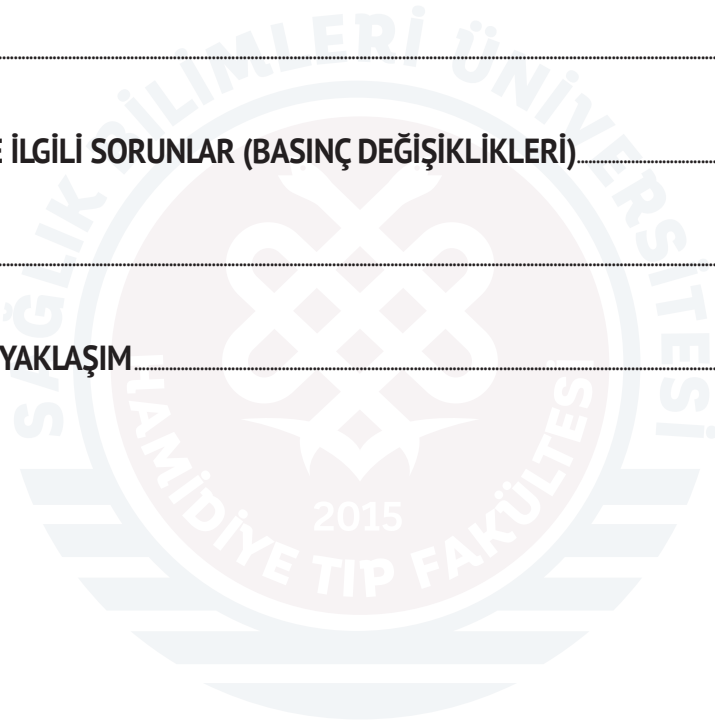 E İLGİLİ SORUNLAR (BASINÇ DEĞİŞİKLİKLERİ)
YAKLAŞIM
SAĞLIK BİLİMLERİ ÜNİVERSİTESİ
HAMİDİYE TIP FAKÜLTESİ
2015